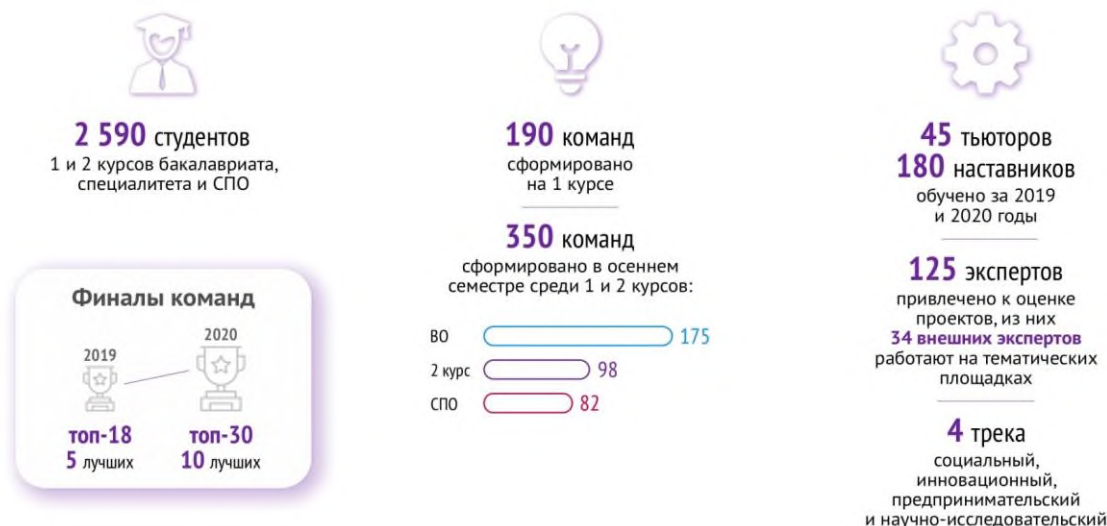 2 590 студентов
1 и 2 курсов бакалавриата,
специалитета и СПО
Финалы команд
2019
2020
топ-18
5 лучших
топ-30
10 лучших
190 команд
сформировано
на 1 курсе
350 команд
сформировано в осеннем
семестре среди 1 и 2 курсов:
ВО 175
2 курс 98
СПО 82
45 тьюторов
180 наставников
обучено за 2019
и 2020 годы
125 экспертов
привлечено к оценке
проектов, из них
34 внешних экспертов
работают на тематических
площадках
4 трека
социальный,
инновационный,
предпринимательский
и научно-исследовательский